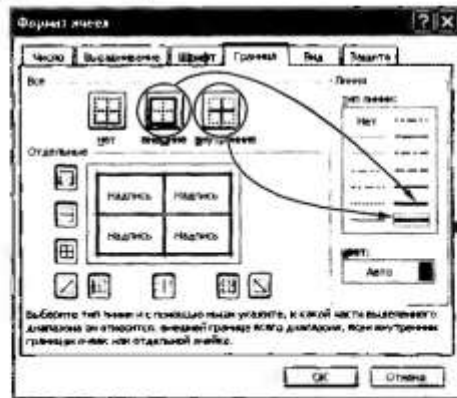 Формат ячеек
Число Выравнивание Шрифт Граница Вид Защита
Все
Линия
тип линии:
Нет
нет внешние внутренние
Отдельные
Надпись Надпись
Надпись Надпись
цвет:
Авто
Выберите тип линии и с помощью мыши укажите, к какой части выделенного
диапазона он относится: внешней границе всего диапазона, всем внутренним
границам ячеек или отдельной ячейке.
ОК Отмена